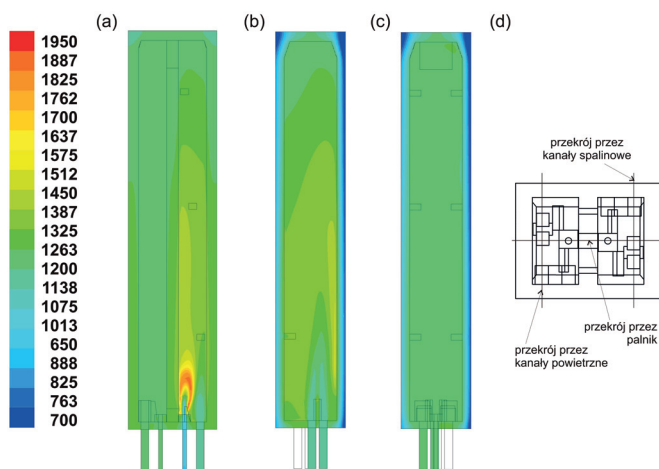 (a)
(b)
(c)
(d)
1950
1887
1825
1762
1700
1637
1575
1512
1450
1387
1325
1263
1200
1138
1075
1013
650
888
825
763
700
przekrój przez
kanały spalinowe
przekrój przez
palnik
przekrój przez
kanały powietrzne